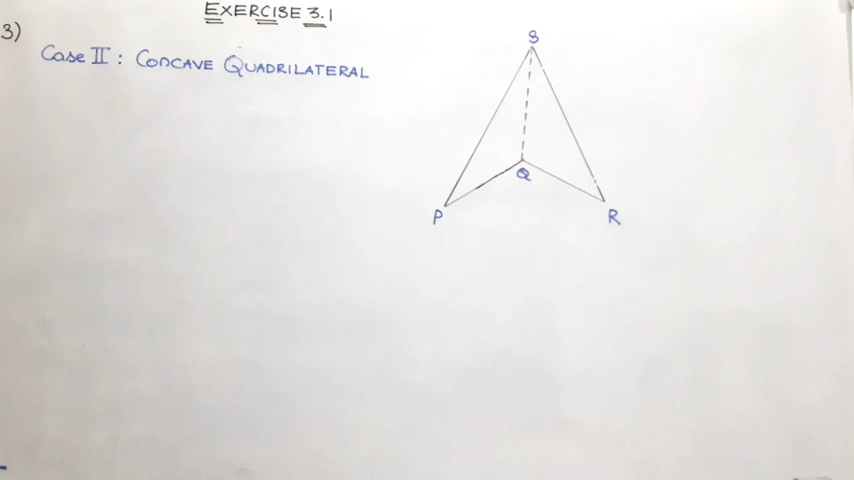 EXERCISE 3.1
3)
Case II : CONCAVE QUADRILATERAL
S
Q
P
R